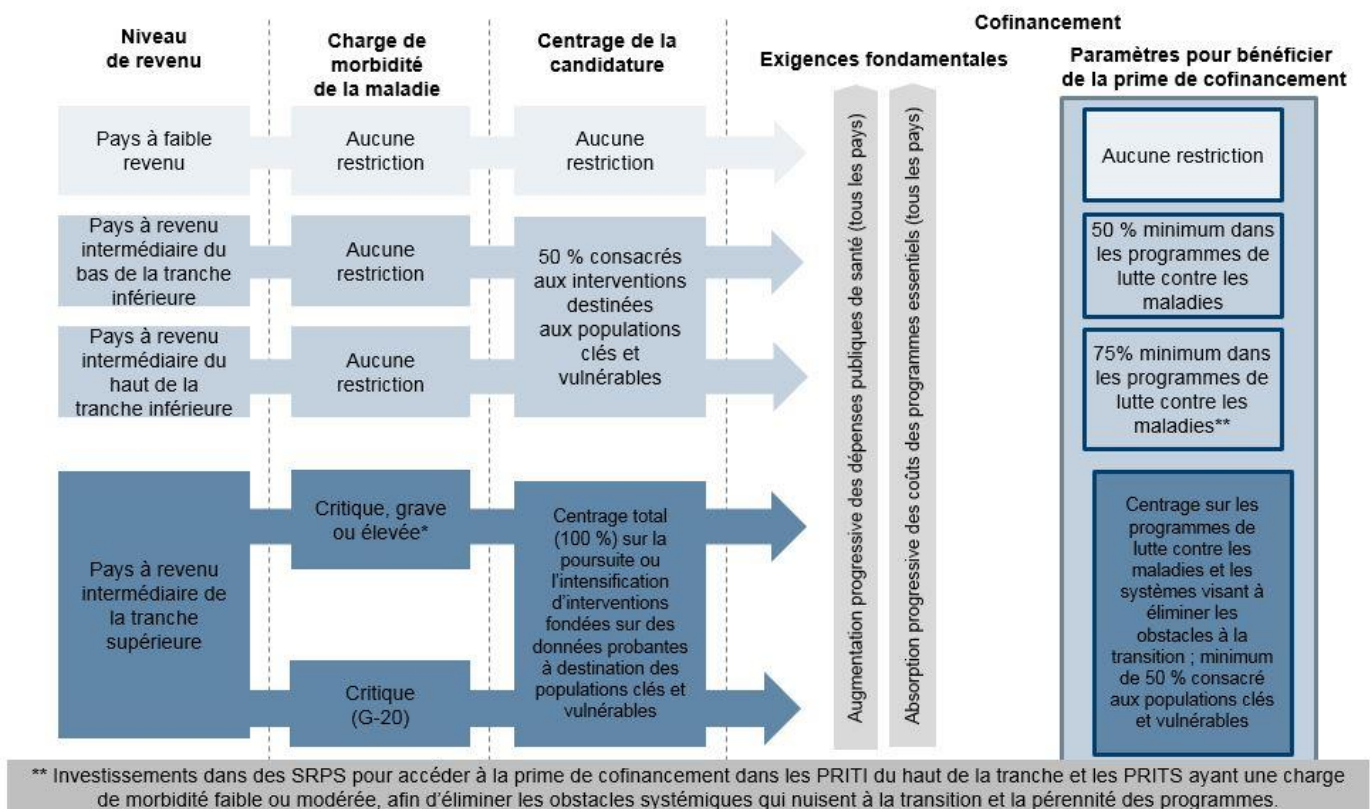 Cofinancement
Niveau
de revenu
Charge de
morbidité
de la maladie
Centrage de la
candidature
Exigences fondamentales
Paramètres pour bénéficier
de la prime de cofinancement
Pays à faible
revenu
Aucune
restriction
Aucune
restriction
Aucune restriction
Pays à revenu
intermédiaire du
bas de la tranche
inférieure
Aucune
restriction
50 % consacrés
aux interventions
destinées
aux populations
clés et
vulnérables
50 % minimum dans
les programmes de
lutte contre les
maladies
Pays à revenu
intermédiaire du
haut de la
tranche inférieure
Aucune
restriction
75% minimum dans
les programmes de
lutte contre les
maladies**
Pays à revenu
intermédiaire de
la tranche
supérieure
Critique, grave
ou élevée*
Critique
(G-20)
Centrage total
(100 %) sur la
poursuite ou
l'intensification
d'interventions
fondées sur des
données probantes
à destination des
populations clés et
vulnérables
Augmentation progressive des dépenses publiques de santé (tous les pays)
Absorption progressive des coûts des programmes essentiels (tous les pays)
Centrage sur les
programmes de
lutte contre les
maladies et les
systèmes visant à
éliminer les
obstacles à la
transition ; minimum
de 50 % consacré
aux populations clés
et vulnérables
** Investissements dans des SRPS pour accéder à la prime de cofinancement dans les PRITI du haut de la tranche et les PRITS ayant une charge
de morbidité faible ou modérée, afin d'éliminer les obstacles systémiques qui nuisent à la transition et la pérennité des programmes.